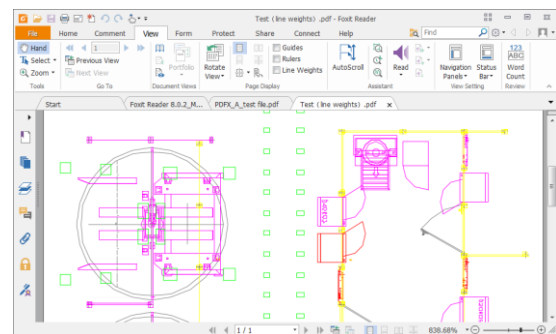 Test (line weights) .pdf - Foxit Reader
File Home Comment View Form Protect Share Connect Help Find
Hand
Select
Zoom
Tools
1
Previous View
Next View
Go To
Portfolio
Document Views
Rotate View
Guides
Rulers
Line Weights
Page Display
AutoScroll
Read
Assistant
Navigation Panels
Status Bar
View Setting
123
ABC
Word Count
Review
Start Foxit Reader 8.0.2_M... PDFX_A_test file.pdf Test (line weights) .pdf x
1 / 1 838.68%